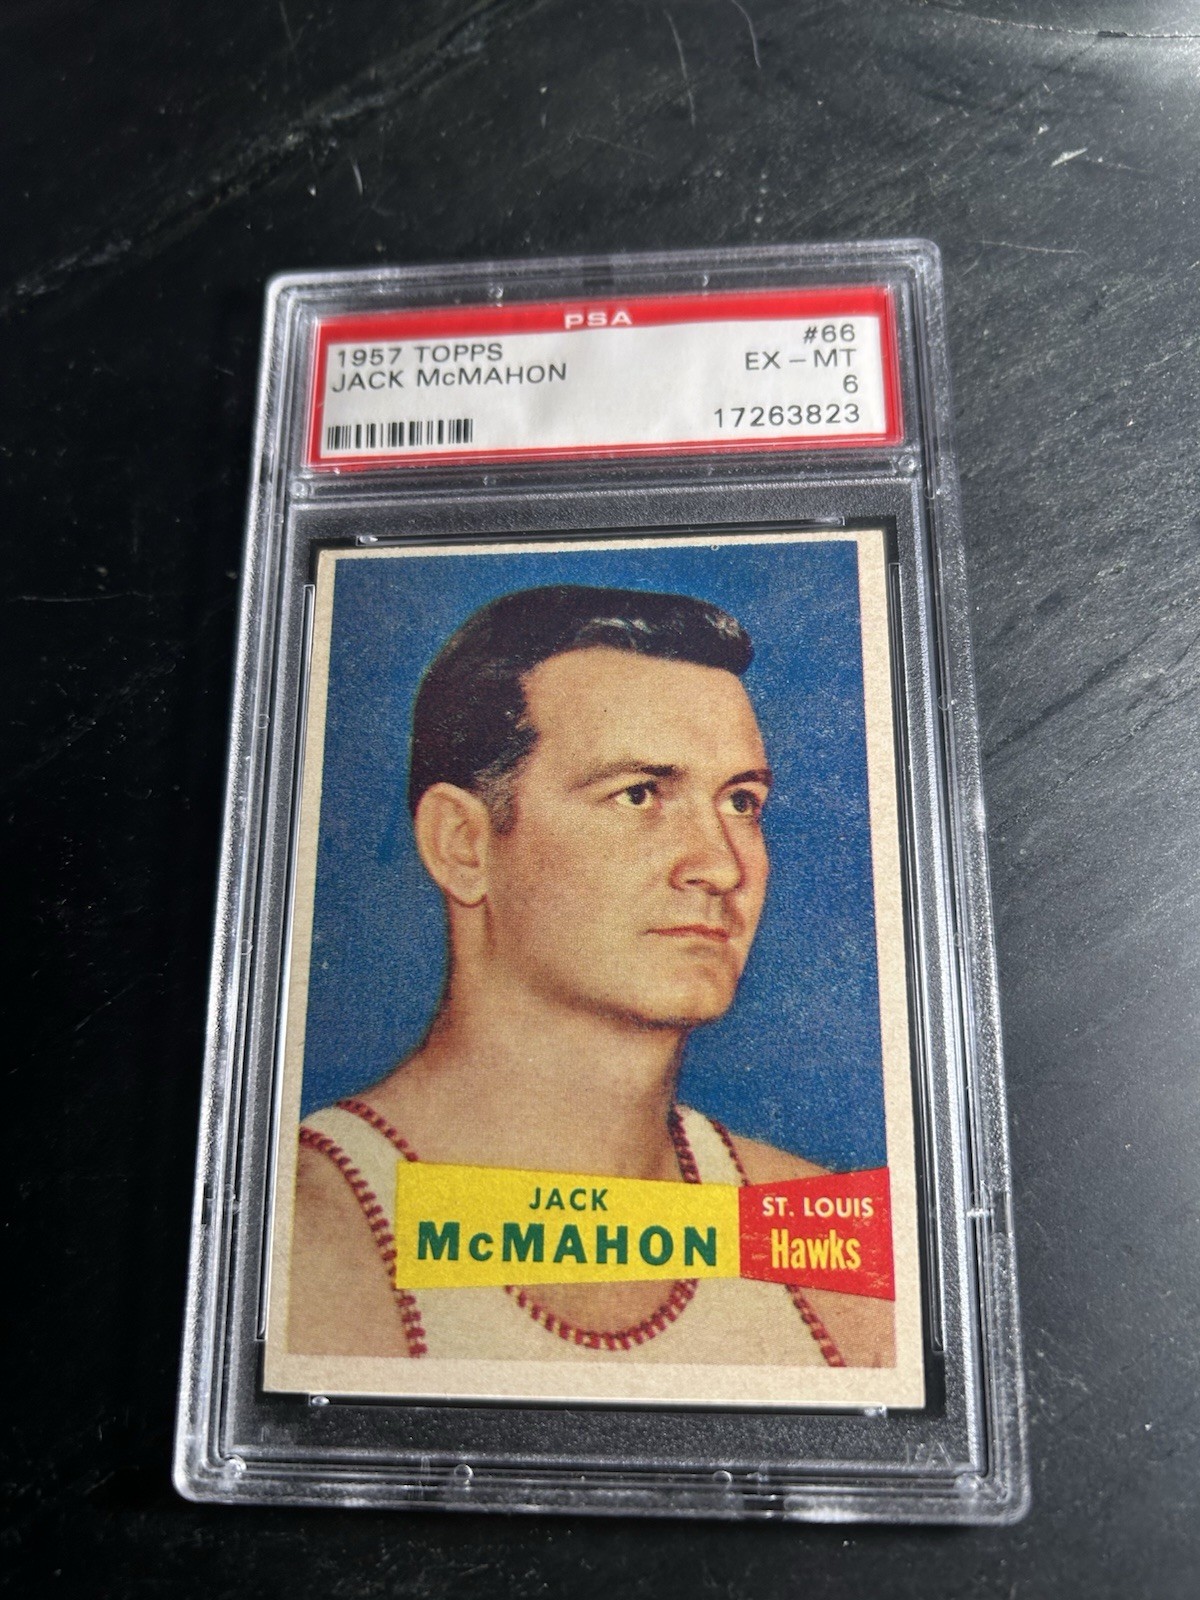 PSA
1957 TOPPS
JACK McMAHON
#66
EX - MT
6
17263823
JACK
McMAHON
ST. LOUIS
Hawks